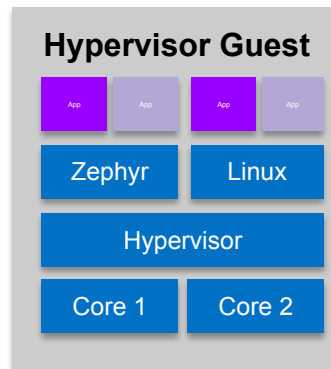 Hypervisor Guest
App App App App
Zephyr Linux
Hypervisor
Core 1 Core 2